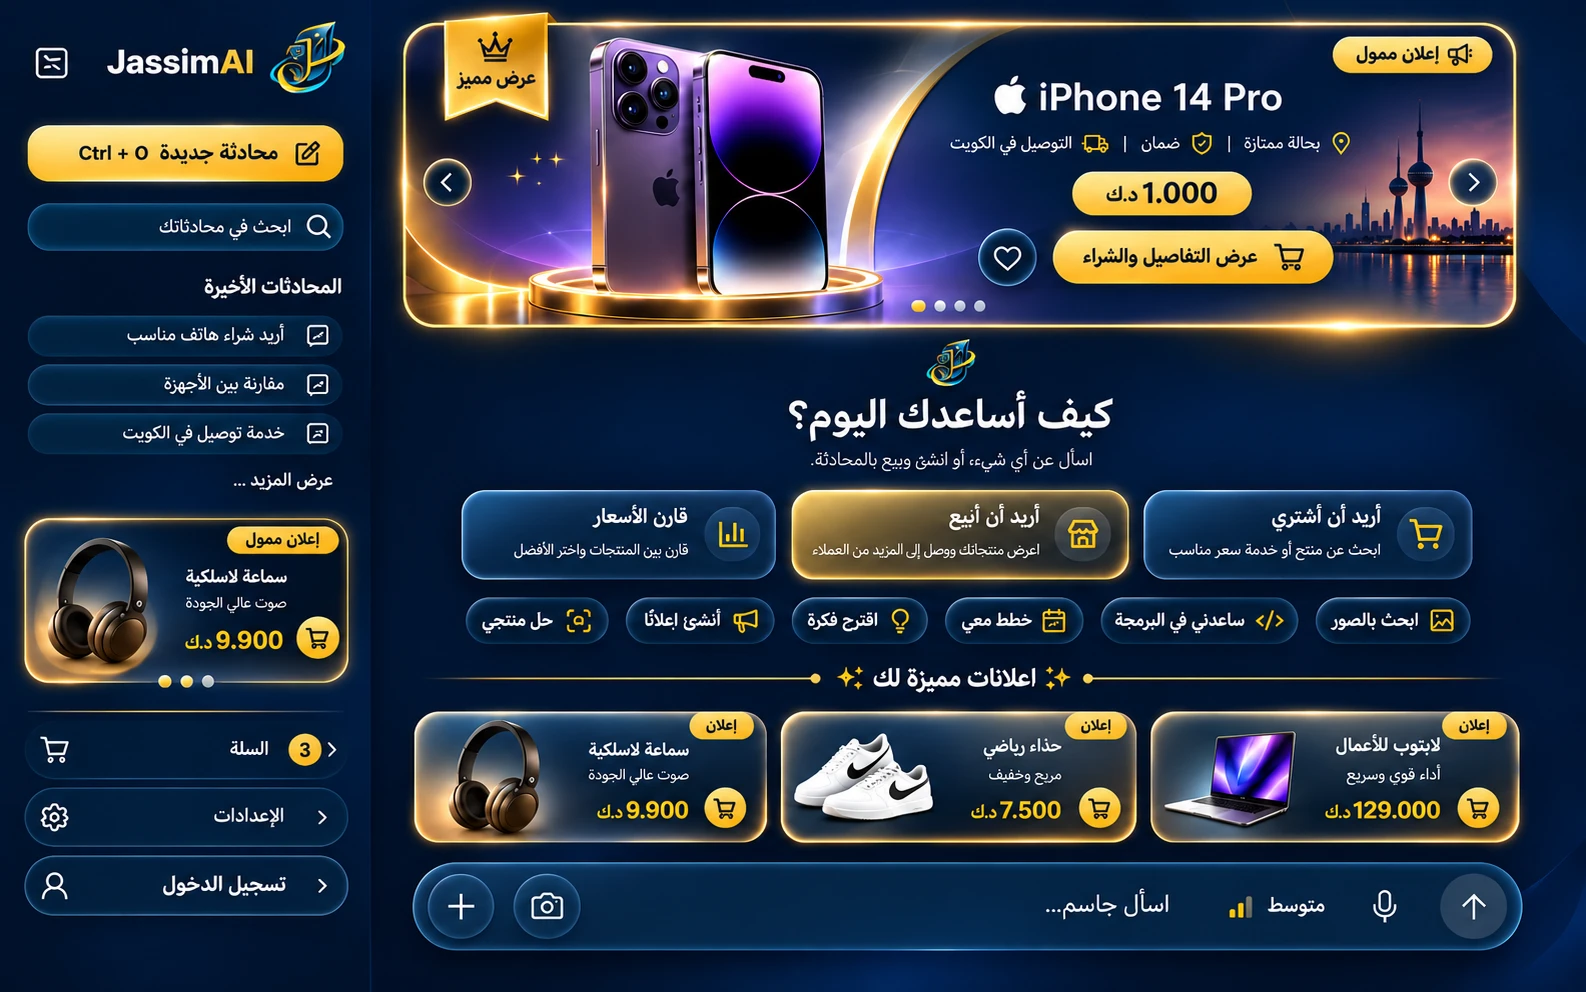 JassimAI
محادثة جديدة Ctrl + O
ابحث في محادثاتك
المحادثات الأخيرة
أريد شراء هاتف مناسب
مقارنة بين الأجهزة
خدمة توصيل في الكويت
عرض المزيد ...
إعلان ممول
سماعة لاسلكية
صوت عالي الجودة
9.900 د.ك
السلة 3
الإعدادات
تسجيل الدخول
إعلان ممول
عرض مميز
iPhone 14 Pro
بحالة ممتازة | ضمان | التوصيل في الكويت
1.000 د.ك
عرض التفاصيل والشراء
كيف أساعدك اليوم؟
اسأل عن أي شيء، أو انشئ وبيع بالمحادثة.
أريد أن أشتري
ابحث عن منتج أو خدمة سعر مناسب
أريد أن أنبيع
اعرض منتجاتك ووصل إلى المزيد من العملاء
قارن الأسعار
قارن بين المنتجات واختر الأفضل
ابحث بالصور
ساعدني في البرمجة
خطط معي
اقترح فكرة
أنشئ إعلانًا
حل منتجي
اعلانات مميزة لك
إعلان
لابتوب للأعمال
أداء قوي وسريع
129.000 د.ك
إعلان
حذاء رياضي
مريح وخفيف
7.500 د.ك
إعلان
سماعة لاسلكية
صوت عالي الجودة
9.900 د.ك
متوسط
اسأل جاسم...